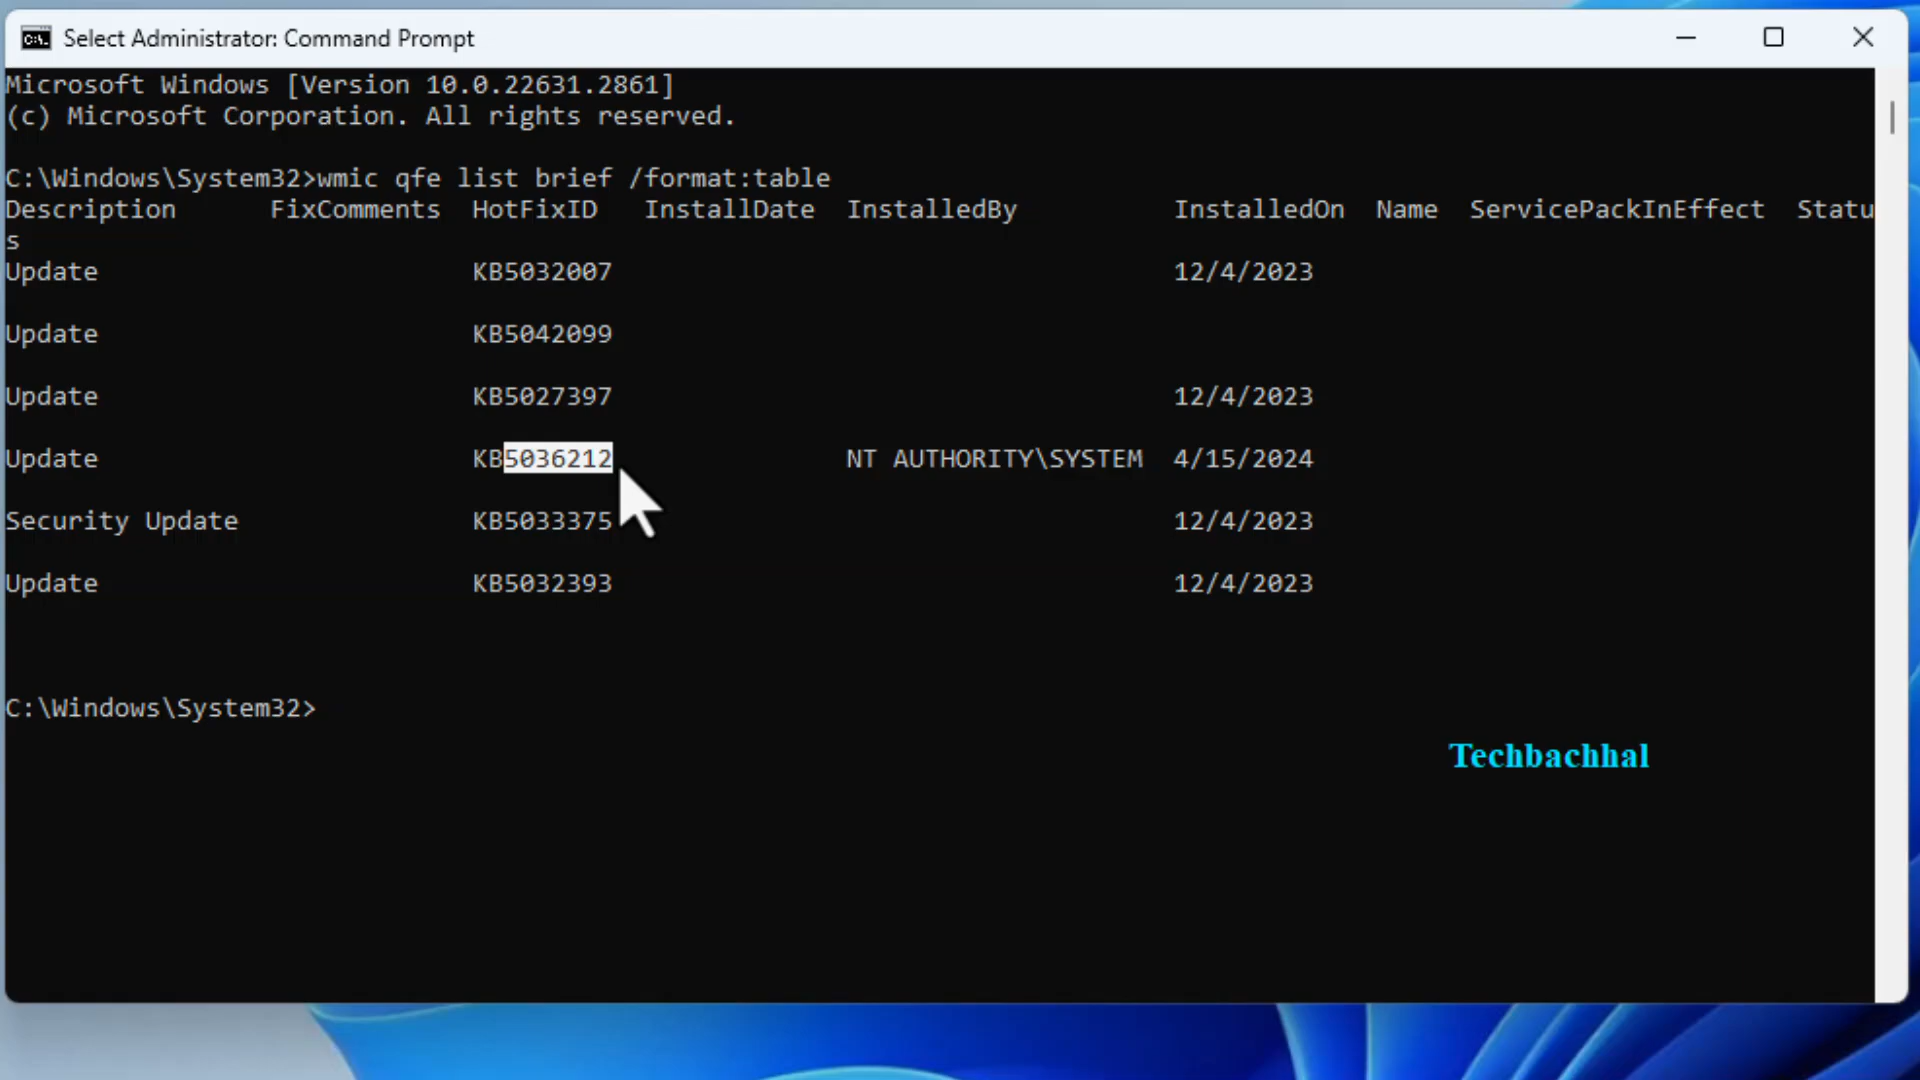 Select Administrator: Command Prompt
Microsoft Windows [Version 10.0.22631.2861]
(c) Microsoft Corporation. All rights reserved.
C:\Windows\System32>wmic qfe list brief /format:table
Description FixComments HotFixID InstallDate InstalledBy InstalledOn Name ServicePackInEffect Statu
s
Update KB5032007 12/4/2023
Update KB5042099
Update KB5027397 12/4/2023
Update KB5036212 NT AUTHORITY\SYSTEM 4/15/2024
Security Update KB5033375 12/4/2023
Update KB5032393 12/4/2023
C:\Windows\System32>
Techbachhal